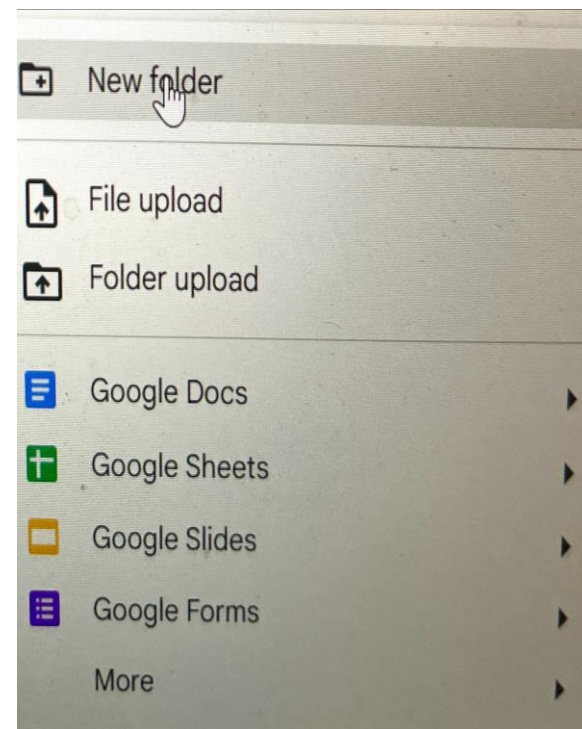 New folder
File upload
Folder upload
Google Docs
Google Sheets
Google Slides
Google Forms
More